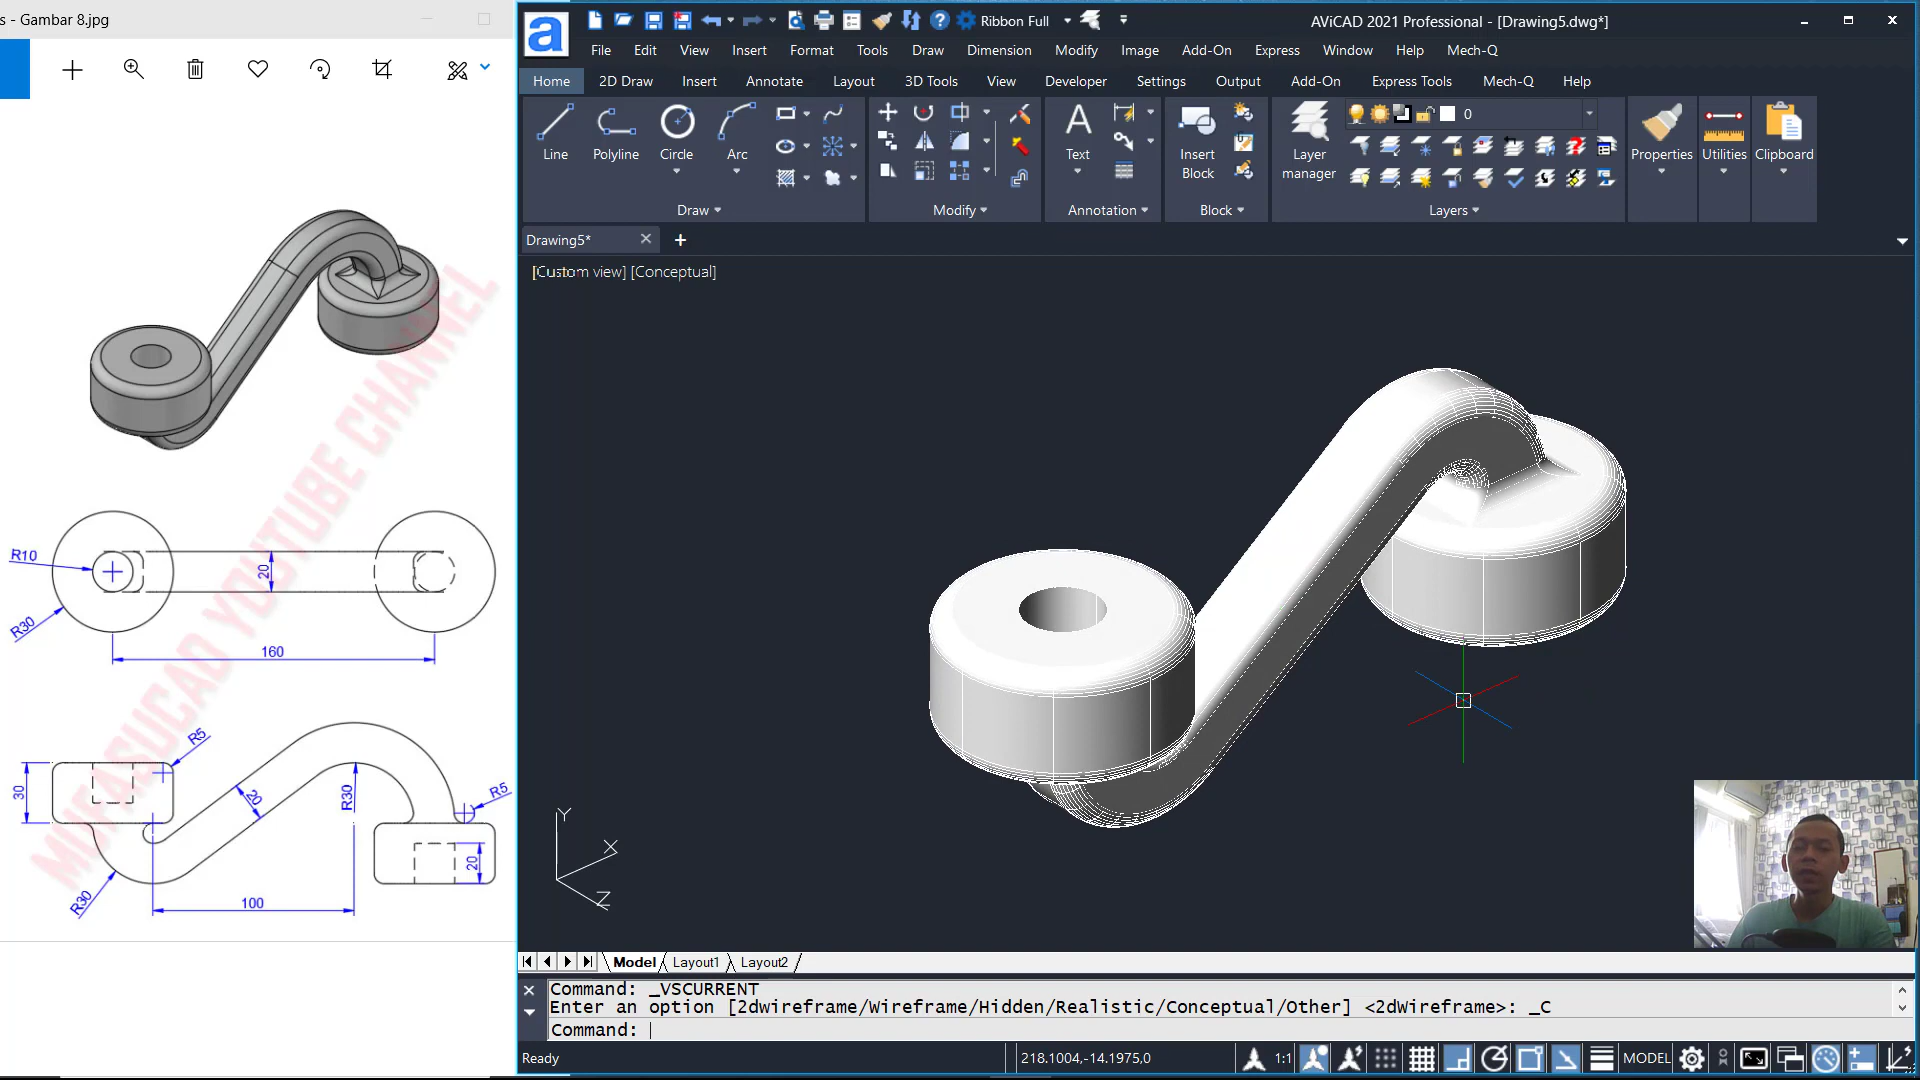 s - Gambar 8.jpg
R10
R30
20
160
MUFASUCAD YOUTUBE CHANNEL
R5
30
20
R30
R5
20
R30
100
a
Ribbon Full
AViCAD 2021 Professional - [Drawing5.dwg*]
File Edit View Insert Format Tools Draw Dimension Modify Image Add-On Express Window Help Mech-Q
Home 2D Draw Insert Annotate Layout 3D Tools View Developer Settings Output Add-On Express Tools Mech-Q Help
0
Line Polyline Circle Arc
A
Text
Insert Block
Layer manager
Properties Utilities Clipboard
Draw Modify Annotation Block Layers
Drawing5*
[Custom view] [Conceptual]
Y
X
Z
Model Layout1 Layout2
Command: _VSCURRENT
Enter an option [2dwireframe/Wireframe/Hidden/Realistic/Conceptual/Other] <2dWireframe>: _C
Command:
Ready 218.1004,-14.1975,0 1:1 MODEL